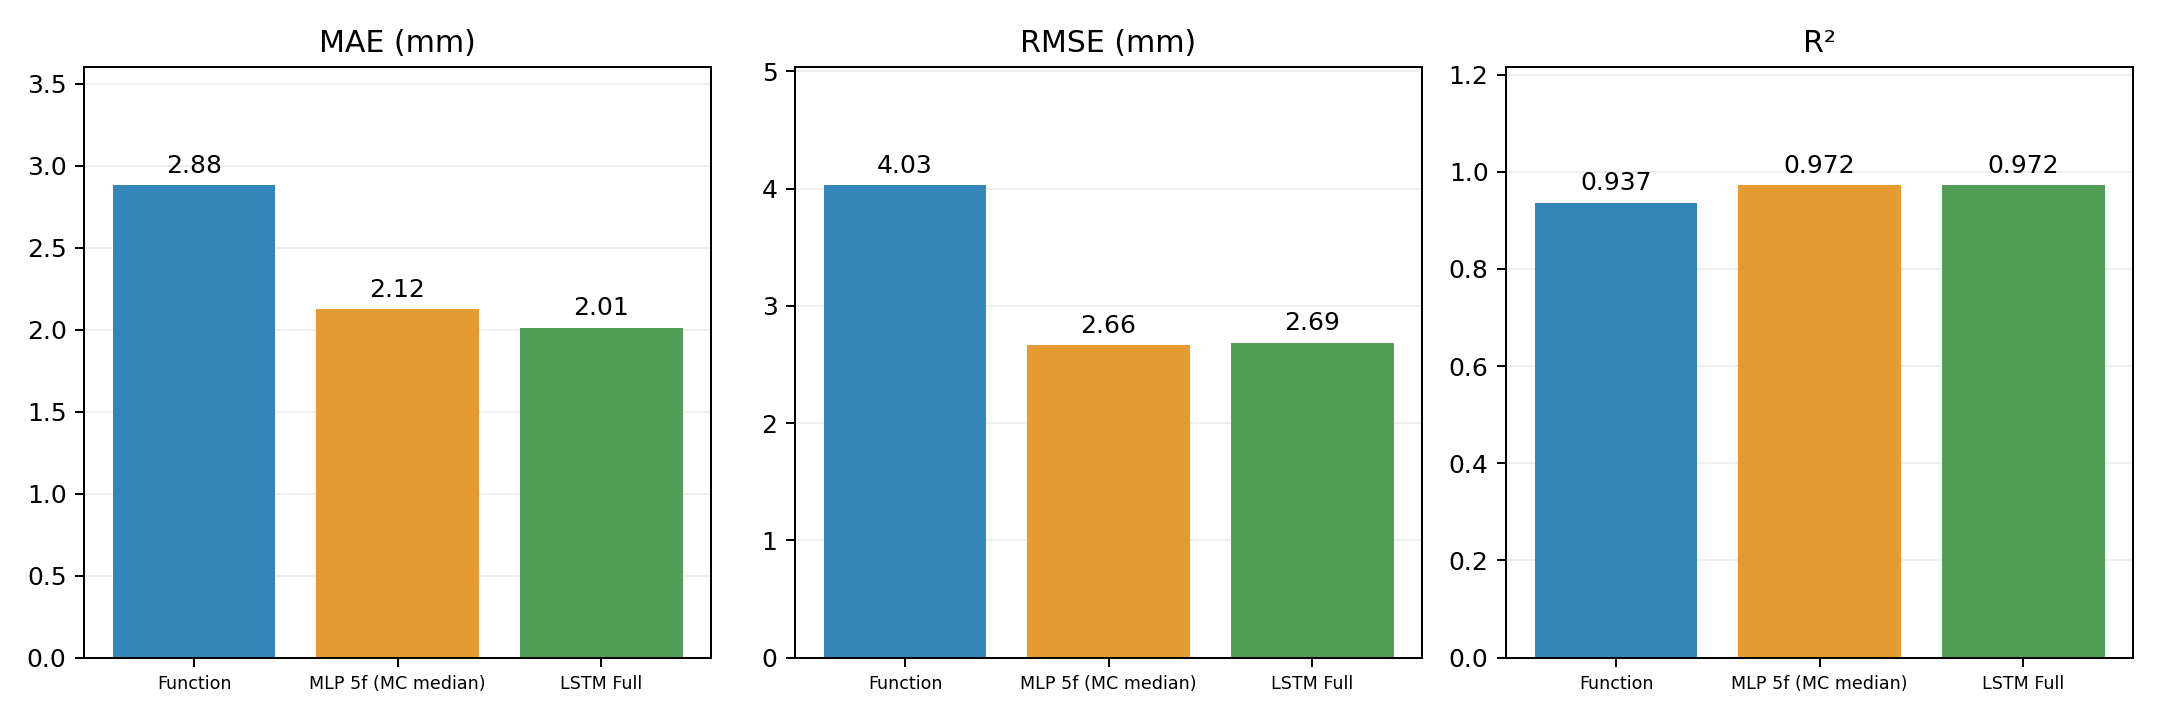 MAE (mm)
3.5
3.0
2.5
2.0
1.5
1.0
0.5
0.0
2.88
2.12
2.01
Function
MLP 5f (MC median)
LSTM Full
RMSE (mm)
5
4
3
2
1
0
4.03
2.66
2.69
Function
MLP 5f (MC median)
LSTM Full
R²
1.2
1.0
0.8
0.6
0.4
0.2
0.0
0.937
0.972
0.972
Function
MLP 5f (MC median)
LSTM Full